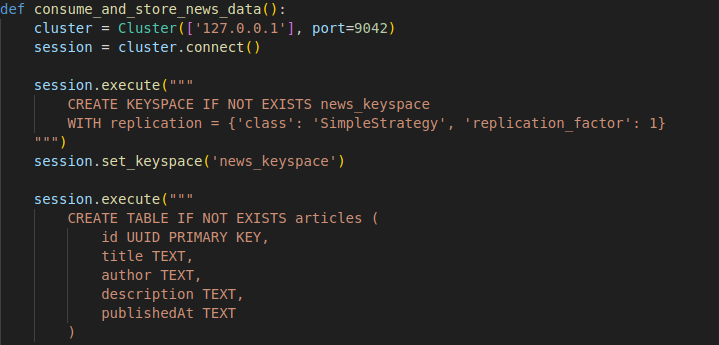 def consume_and_store_news_data():
    cluster = Cluster(['127.0.0.1'], port=9042)
    session = cluster.connect()

    session.execute("""
        CREATE KEYSPACE IF NOT EXISTS news_keyspace
        WITH replication = {'class': 'SimpleStrategy', 'replication_factor': 1}
    """)
    session.set_keyspace('news_keyspace')

    session.execute("""
        CREATE TABLE IF NOT EXISTS articles (
            id UUID PRIMARY KEY,
            title TEXT,
            author TEXT,
            description TEXT,
            publishedAt TEXT
        )